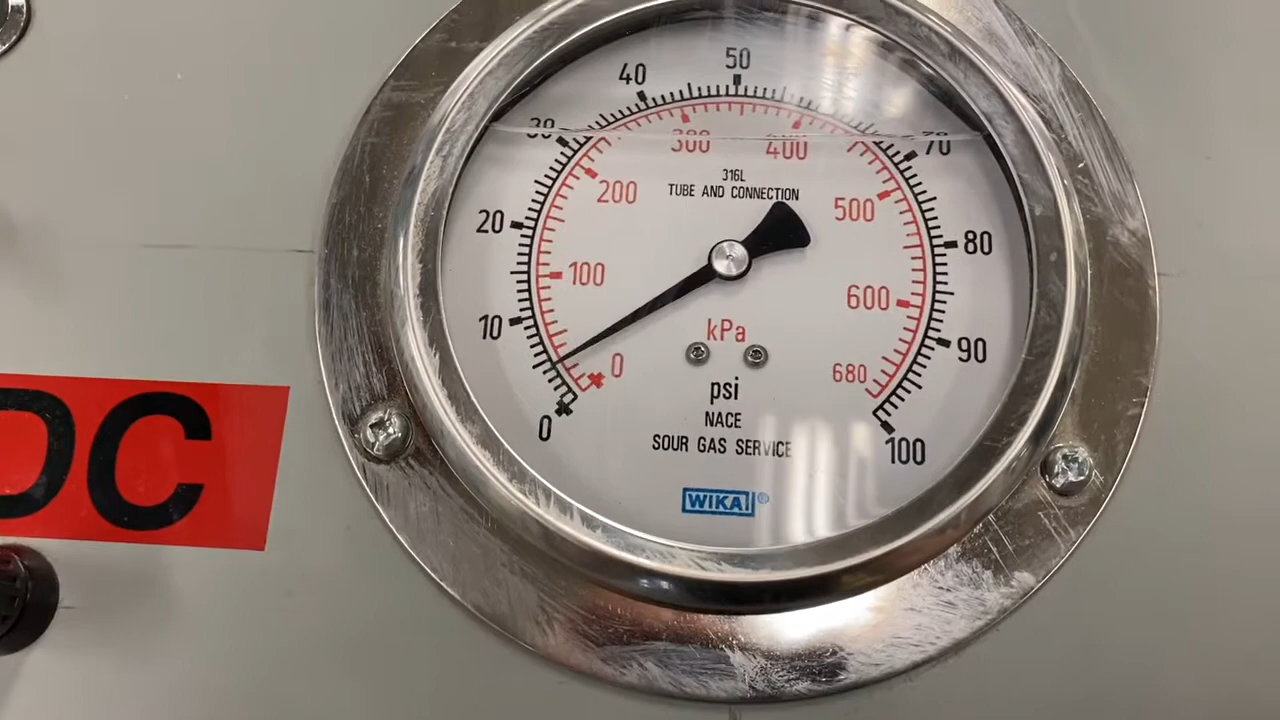 50
40
30
70
300
400
316L
TUBE AND CONNECTION
200
500
20
80
100
600
10
kPa
90
0
680
psi
0
NACE
SOUR GAS SERVICE
100
WIKA®
DC